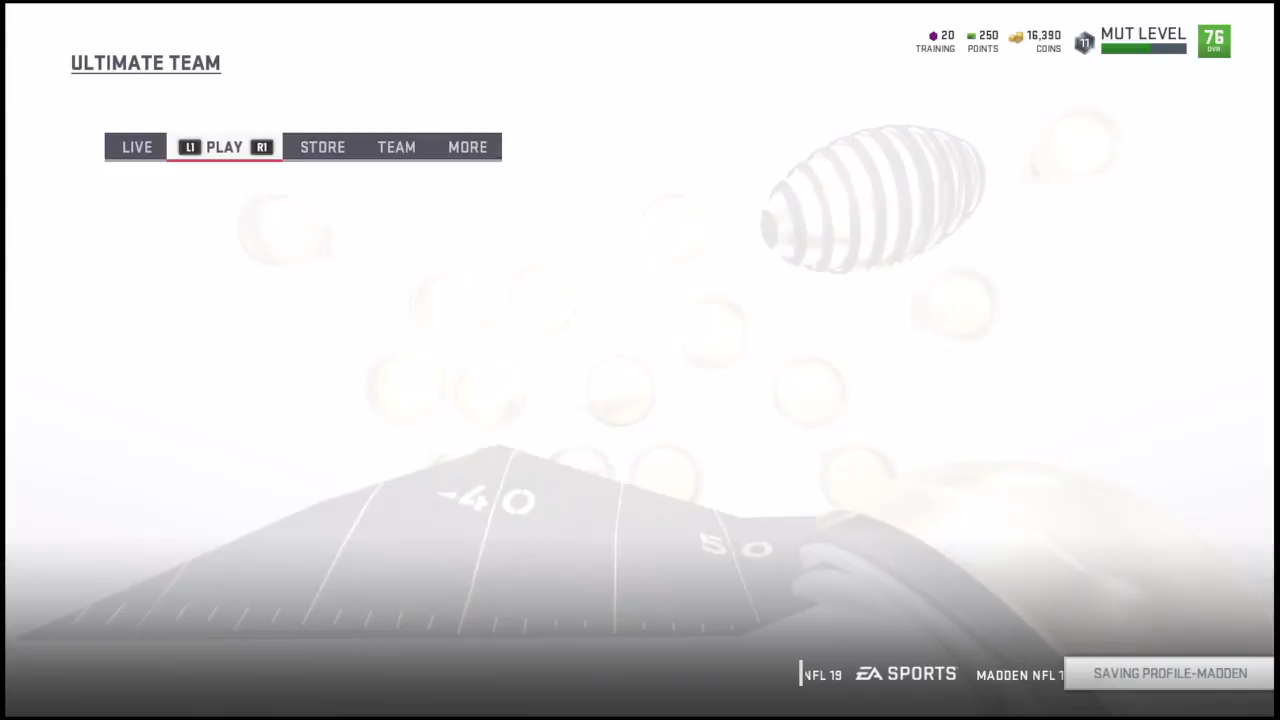 ULTIMATE TEAM
20 TRAINING
250 POINTS
16,390 COINS
11
MUT LEVEL
76 OVR
LIVE L1 PLAY R1 STORE TEAM MORE
-40
50
NFL 19 EA SPORTS MADDEN NFL 1
SAVING PROFILE-MADDEN